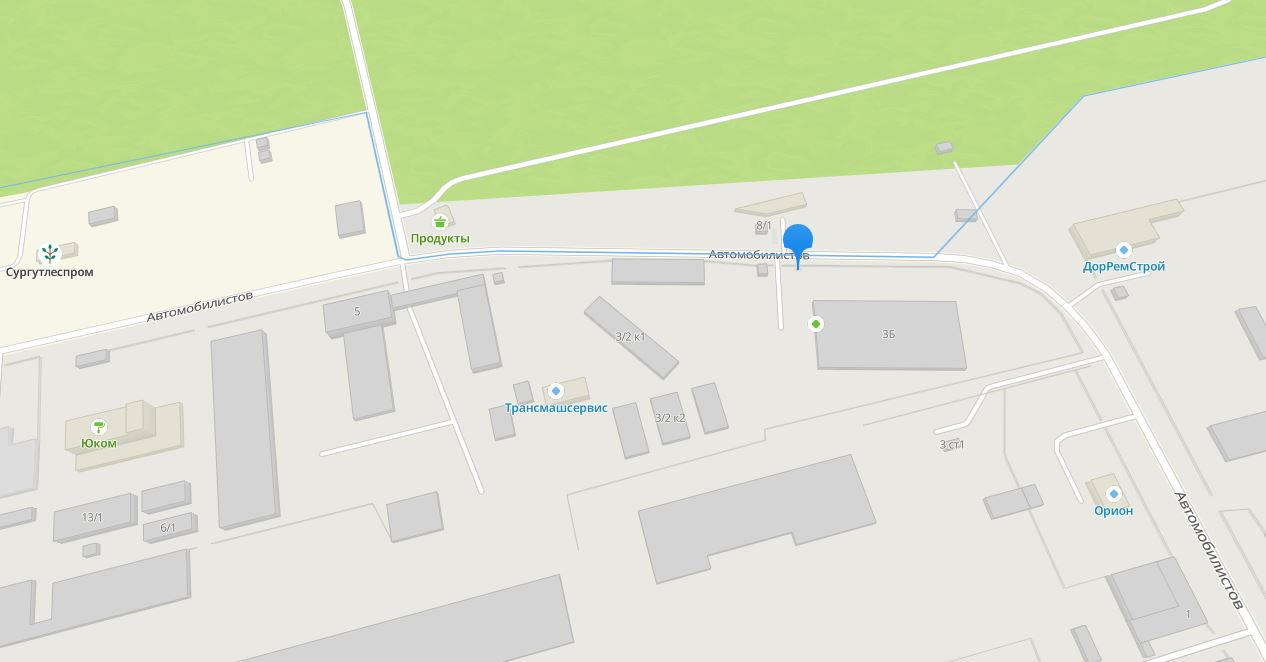 8/1
Продукты
Автомобилистов
Сургутлеспром
ДорРемСтрой
Автомобилистов
5
3/2 к1
3Б
Трансмашсервис
3/2 к2
Юком
3 ст1
Орион
13/1
6/1
Автомобилистов
1